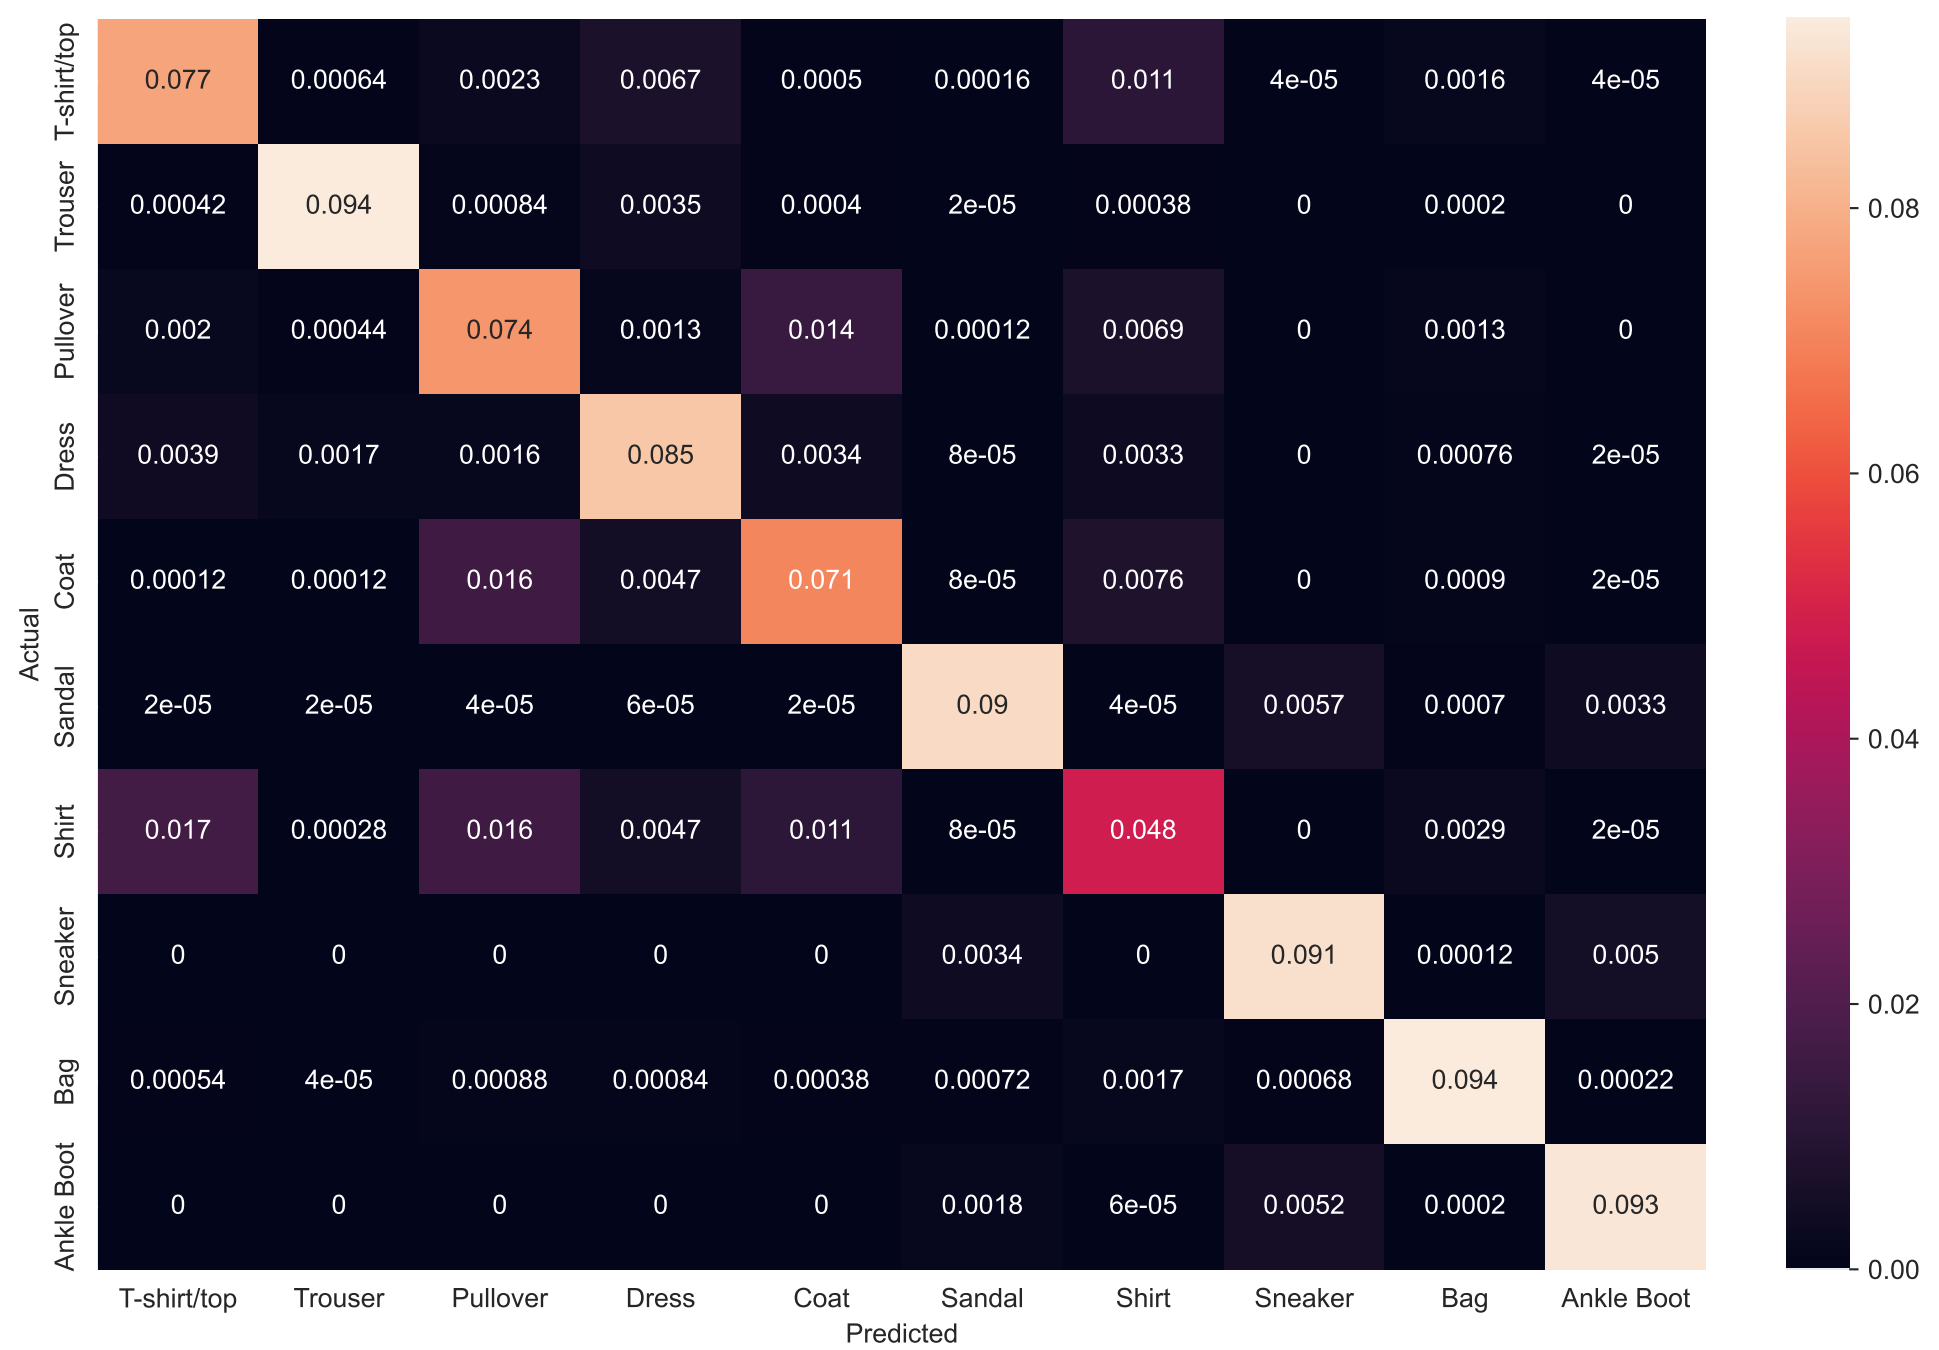 T-shirt/top 0.077 0.00064 0.0023 0.0067 0.0005 0.00016 0.011 4e-05 0.0016 4e-05
Trouser 0.00042 0.094 0.00084 0.0035 0.0004 2e-05 0.00038 0 0.0002 0
Pullover 0.002 0.00044 0.074 0.0013 0.014 0.00012 0.0069 0 0.0013 0
Dress 0.0039 0.0017 0.0016 0.085 0.0034 8e-05 0.0033 0 0.00076 2e-05
Coat 0.00012 0.00012 0.016 0.0047 0.071 8e-05 0.0076 0 0.0009 2e-05
Actual
Sandal 2e-05 2e-05 4e-05 6e-05 2e-05 0.09 4e-05 0.0057 0.0007 0.0033
Shirt 0.017 0.00028 0.016 0.0047 0.011 8e-05 0.048 0 0.0029 2e-05
Sneaker 0 0 0 0 0 0.0034 0 0.091 0.00012 0.005
Bag 0.00054 4e-05 0.00088 0.00084 0.00038 0.00072 0.0017 0.00068 0.094 0.00022
Ankle Boot 0 0 0 0 0 0.0018 6e-05 0.0052 0.0002 0.093
T-shirt/top Trouser Pullover Dress Coat Sandal Shirt Sneaker Bag Ankle Boot
Predicted
0.08
0.06
0.04
0.02
0.00